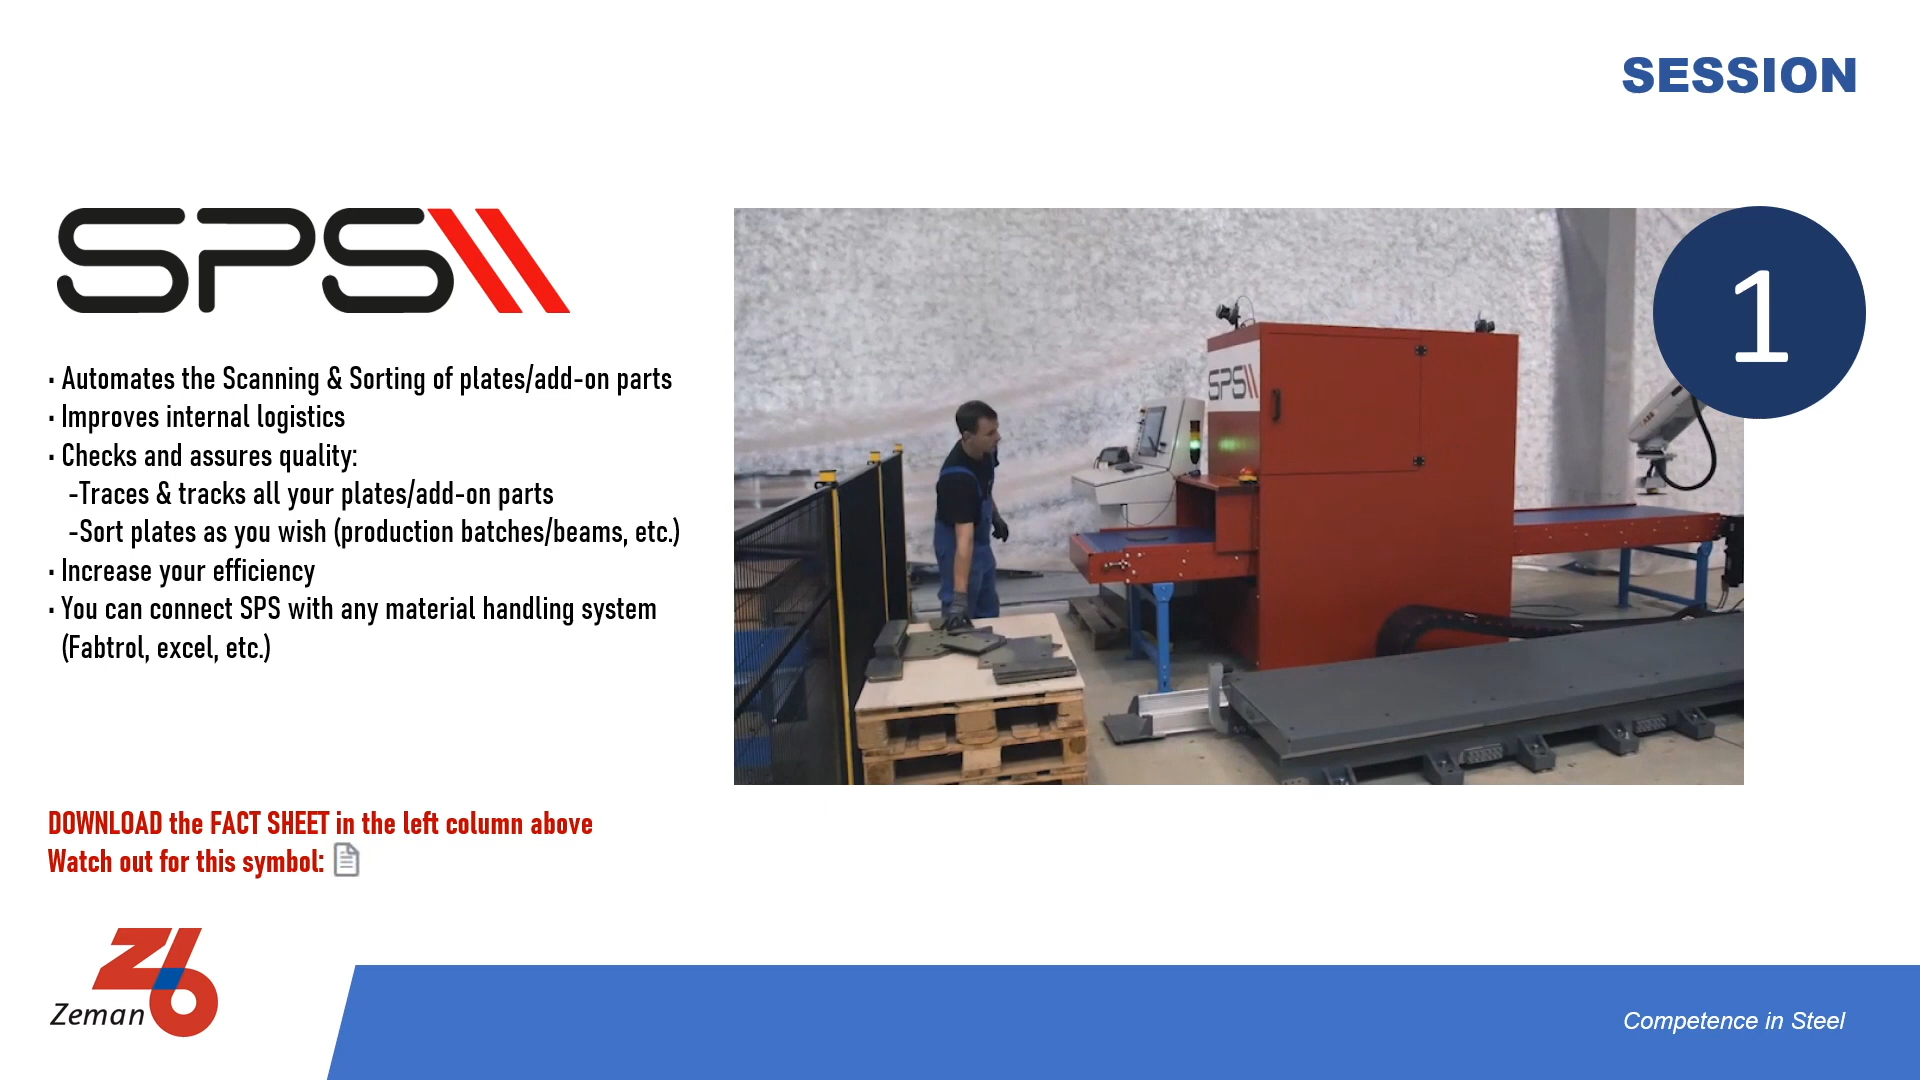 SESSION
SPS
1
· Automates the Scanning & Sorting of plates/add-on parts
· Improves internal logistics
· Checks and assures quality:
-Traces & tracks all your plates/add-on parts
-Sort plates as you wish (production batches/beams, etc.)
· Increase your efficiency
· You can connect SPS with any material handling system
(Fabtrol, excel, etc.)
SPS
ABB
DOWNLOAD the FACT SHEET in the left column above
Watch out for this symbol:
Zeman
Competence in Steel